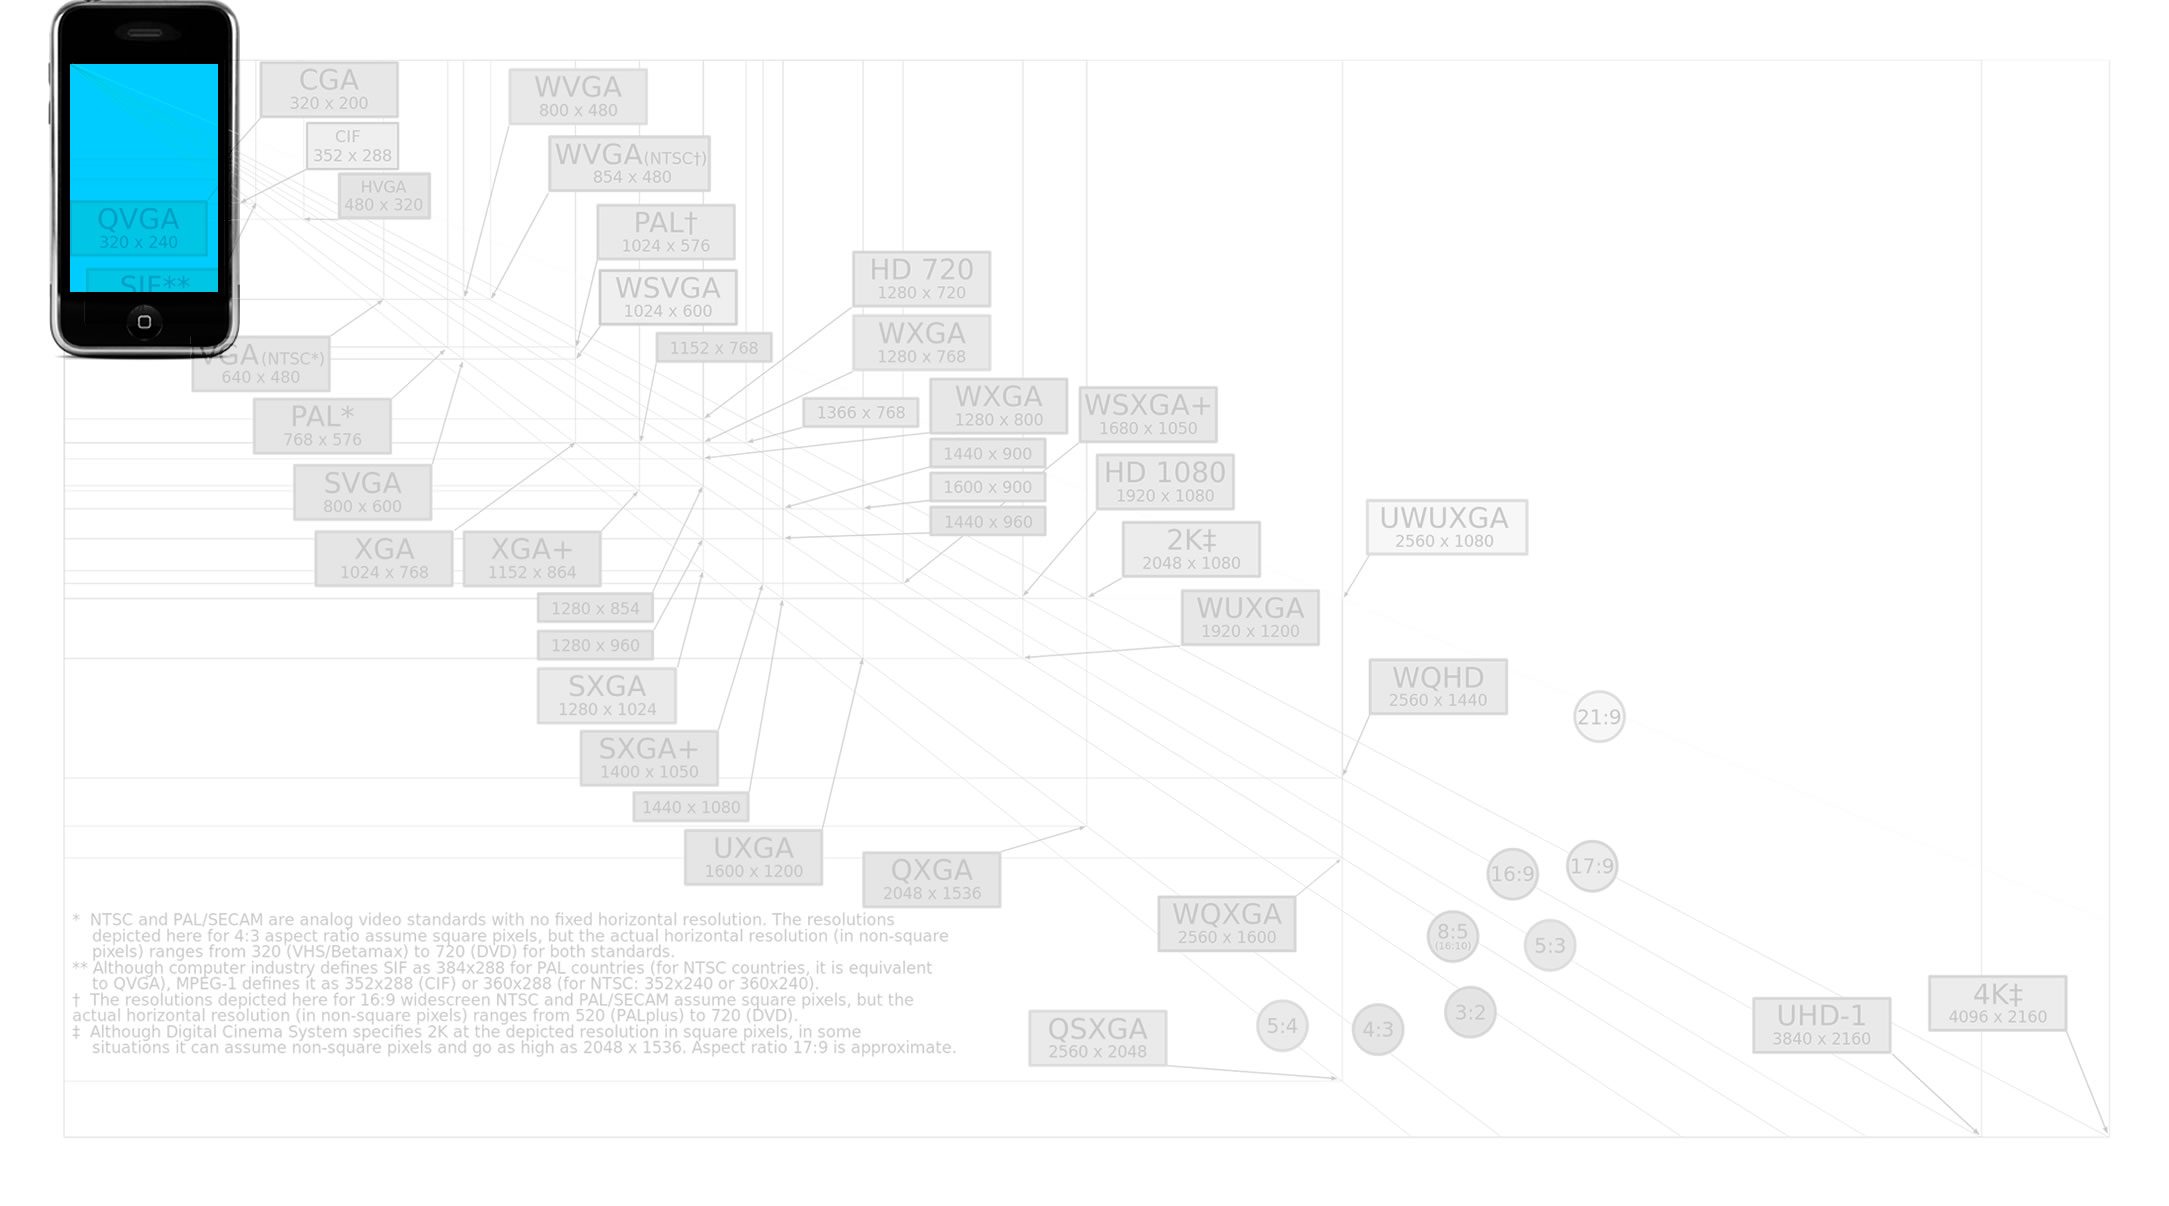 CGA
320 x 200
CIF
352 x 288
HVGA
480 x 320
QVGA
320 x 240
SIF**
VGA(NTSC*)
640 x 480
PAL*
768 x 576
SVGA
800 x 600
XGA
1024 x 768
XGA+
1152 x 864
1280 x 854
1280 x 960
SXGA
1280 x 1024
SXGA+
1400 x 1050
1440 x 1080
UXGA
1600 x 1200
QXGA
2048 x 1536
WVGA
800 x 480
WVGA(NTSC†)
854 x 480
PAL†
1024 x 576
WSVGA
1024 x 600
1152 x 768
HD 720
1280 x 720
WXGA
1280 x 768
1366 x 768
WXGA
1280 x 800
1440 x 900
1600 x 900
1440 x 960
WSXGA+
1680 x 1050
HD 1080
1920 x 1080
2K‡
2048 x 1080
WUXGA
1920 x 1200
UWUXGA
2560 x 1080
WQHD
2560 x 1440
21:9
16:9
17:9
8:5
(16:10)
5:3
3:2
4:3
5:4
WQXGA
2560 x 1600
QSXGA
2560 x 2048
UHD-1
3840 x 2160
4K‡
4096 x 2160
* NTSC and PAL/SECAM are analog video standards with no fixed horizontal resolution. The resolutions
depicted here for 4:3 aspect ratio assume square pixels, but the actual horizontal resolution (in non-square
pixels) ranges from 320 (VHS/Betamax) to 720 (DVD) for both standards.
** Although computer industry defines SIF as 384x288 for PAL countries (for NTSC countries, it is equivalent
to QVGA), MPEG-1 defines it as 352x288 (CIF) or 360x288 (for NTSC: 352x240 or 360x240).
† The resolutions depicted here for 16:9 widescreen NTSC and PAL/SECAM assume square pixels, but the
actual horizontal resolution (in non-square pixels) ranges from 520 (PALplus) to 720 (DVD).
‡ Although Digital Cinema System specifies 2K at the depicted resolution in square pixels, in some
situations it can assume non-square pixels and go as high as 2048 x 1536. Aspect ratio 17:9 is approximate.